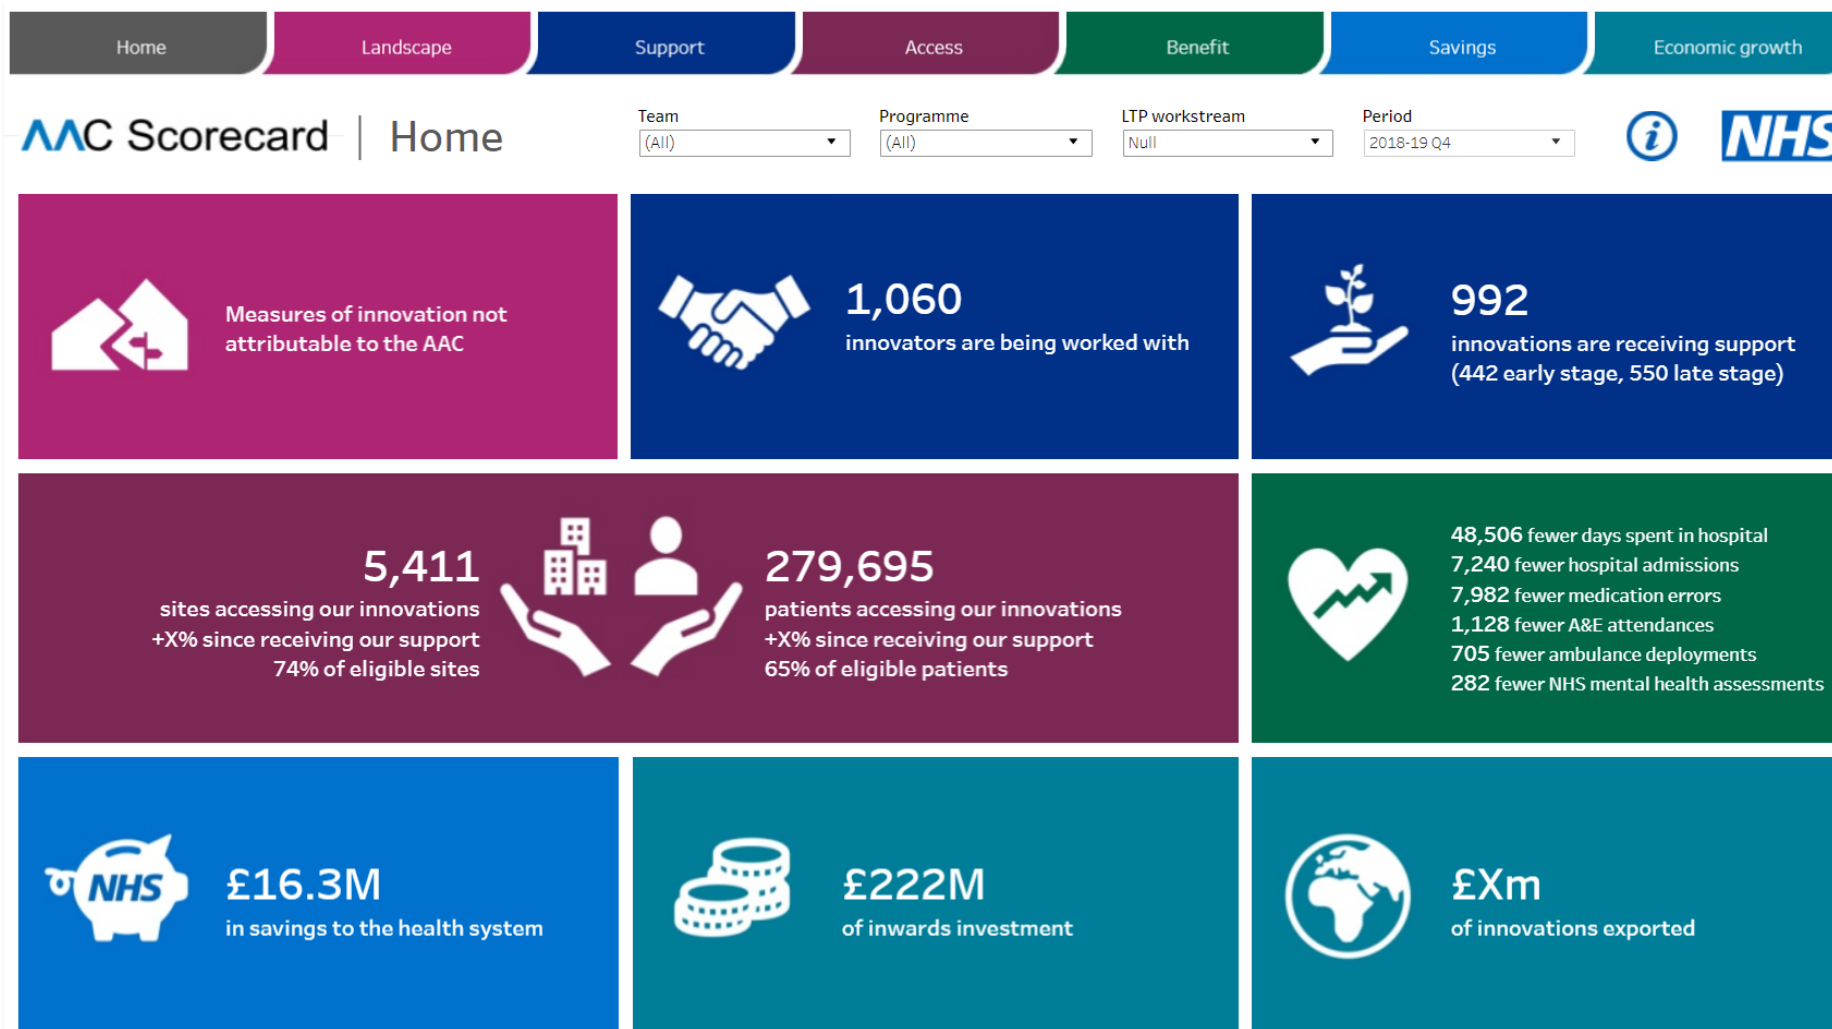 Home
Landscape
Support
Access
Benefit
Savings
Economic growth
AAC Scorecard | Home
Team
(All)
Programme
(All)
LTP workstream
Null
Period
2018-19 Q4
i
NHS
Measures of innovation not
attributable to the AAC
1,060
innovators are being worked with
992
innovations are receiving support
(442 early stage, 550 late stage)
5,411
sites accessing our innovations
+X% since receiving our support
74% of eligible sites
279,695
patients accessing our innovations
+X% since receiving our support
65% of eligible patients
48,506 fewer days spent in hospital
7,240 fewer hospital admissions
7,982 fewer medication errors
1,128 fewer A&E attendances
705 fewer ambulance deployments
282 fewer NHS mental health assessments
NHS
£16.3M
in savings to the health system
£222M
of inwards investment
£Xm
of innovations exported